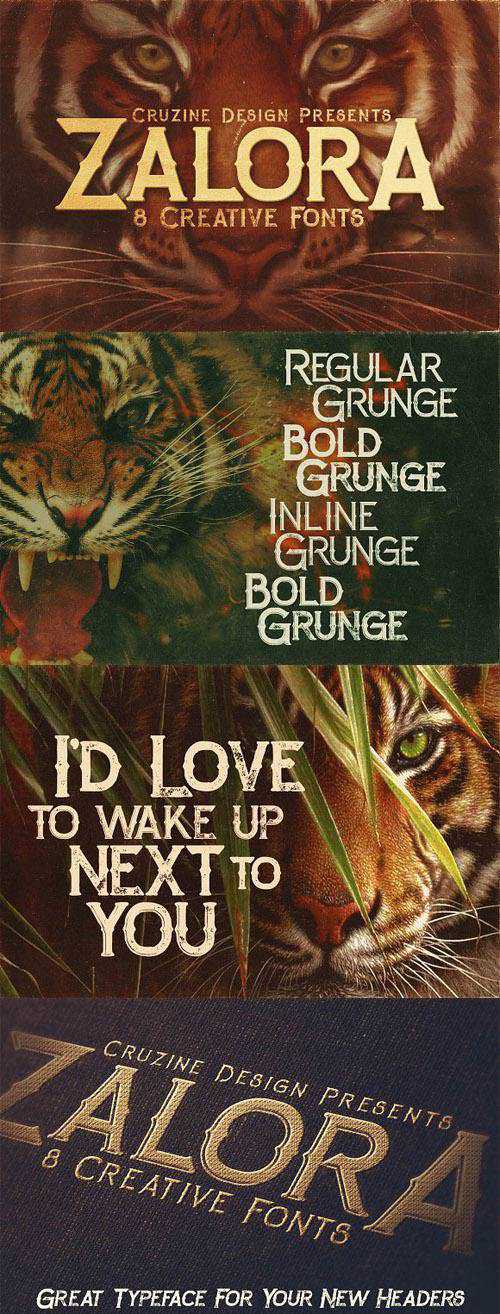 Cruzine Design Presents
ZALORA
8 Creative Fonts
Regular
Grunge
Bold
Grunge
Inline
Grunge
Bold
Grunge
I'd Love
to wake up
NEXT to
YOU
Cruzine Design Presents
ZALORA
8 Creative Fonts
Great Typeface For Your New Headers